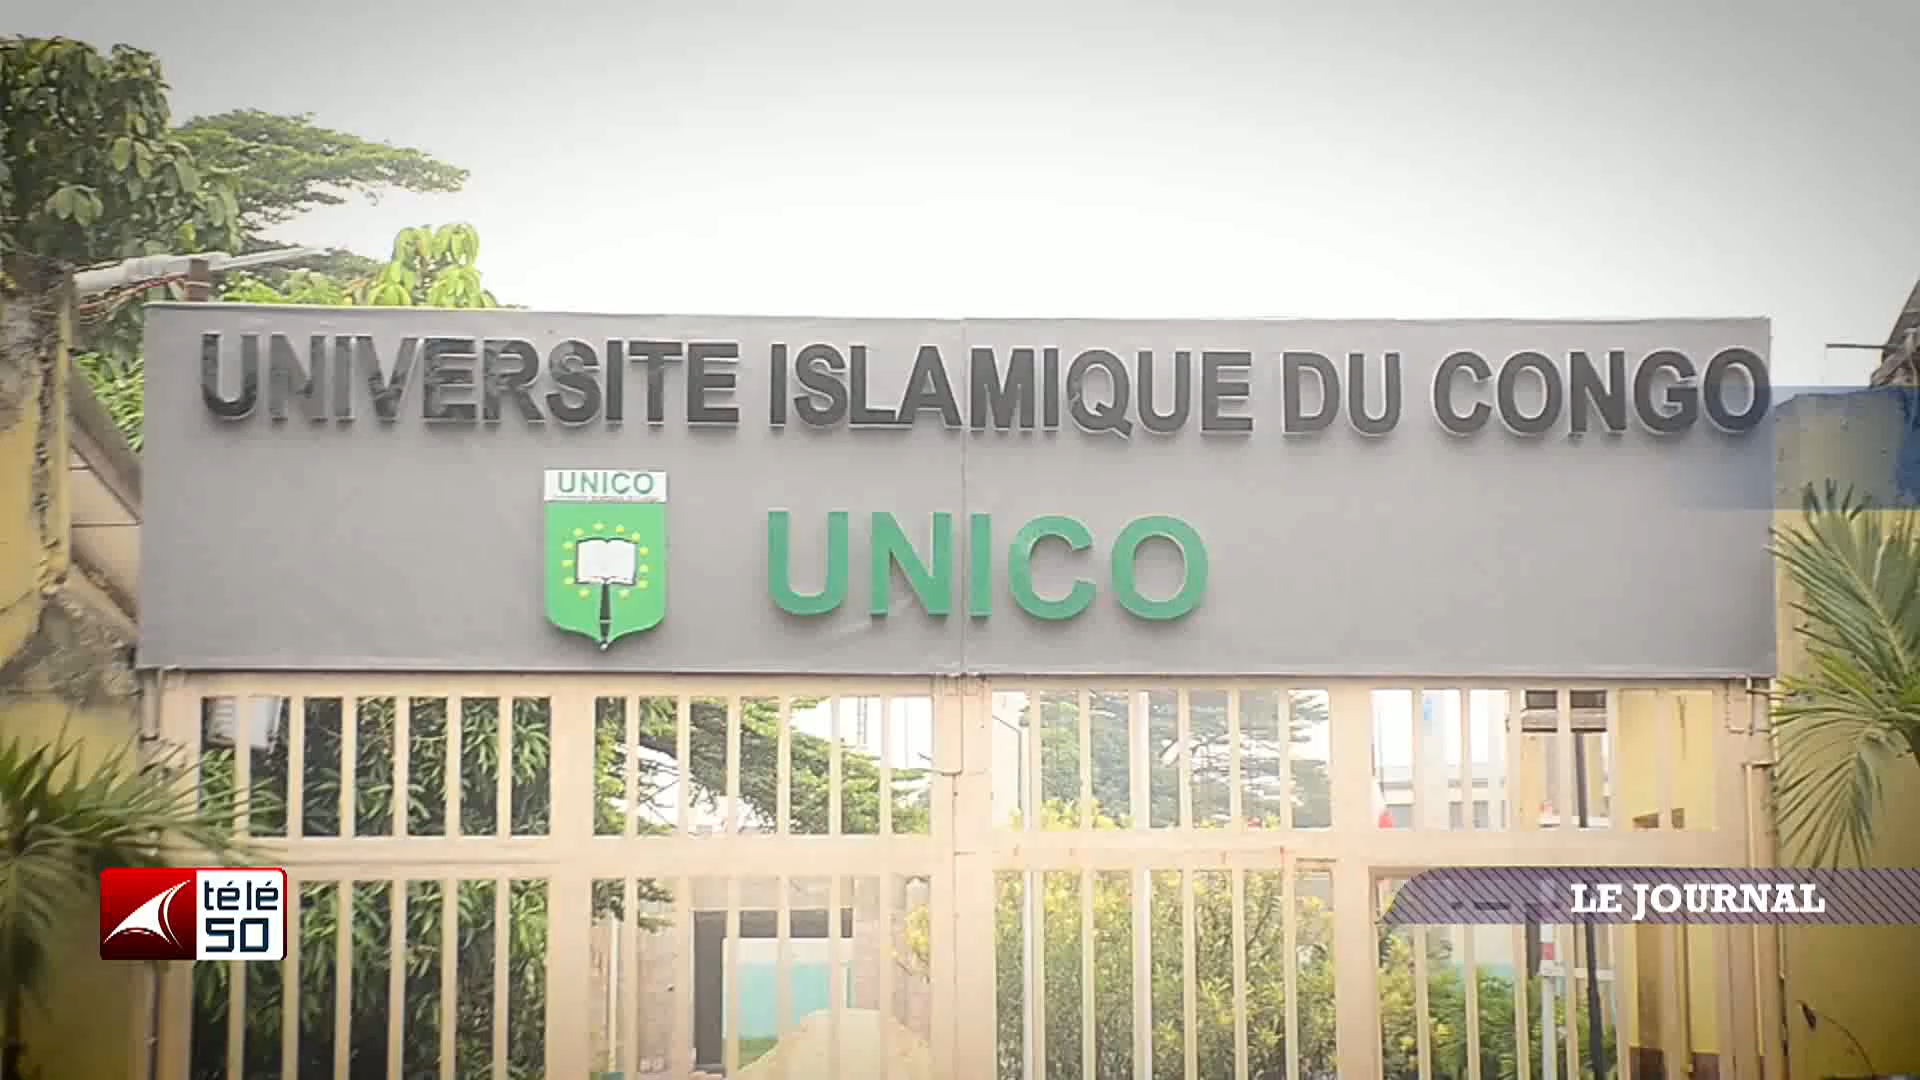 UNIVERSITE ISLAMIQUE DU CONGO
UNICO
UNICO
télé
50
LE JOURNAL